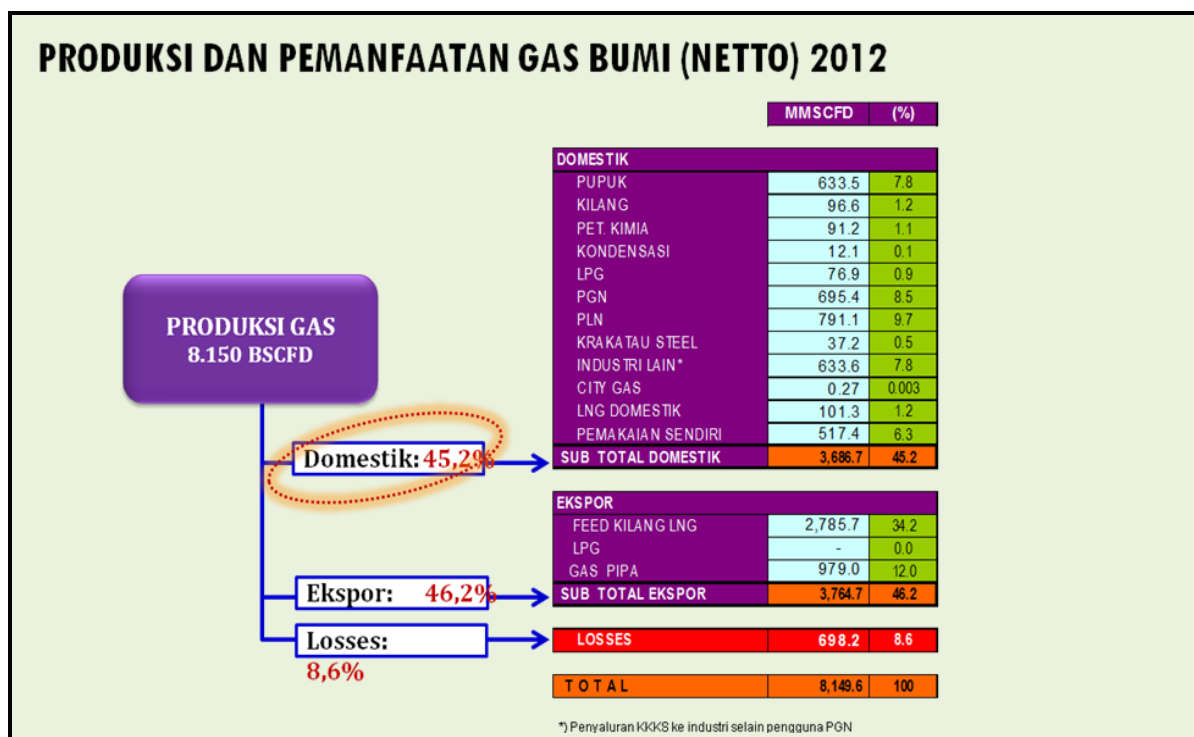 PRODUKSI DAN PEMANFAATAN GAS BUMI (NETTO) 2012
MMSCFD (%)
DOMESTIK
PUPUK 633.5 7.8
KILANG 96.6 1.2
PET. KIMIA 91.2 1.1
KONDENSASI 12.1 0.1
LPG 76.9 0.9
PGN 695.4 8.5
PLN 791.1 9.7
KRAKATAU STEEL 37.2 0.5
INDUSTRI LAIN* 633.6 7.8
CITY GAS 0.27 0.003
LNG DOMESTIK 101.3 1.2
PEMAKAIAN SENDIRI 517.4 6.3
SUB TOTAL DOMESTIK 3,686.7 45.2
PRODUKSI GAS
8.150 BSCFD
Domestik: 45,2%
EKSPOR
FEED KILANG LNG 2,785.7 34.2
LPG - 0.0
GAS PIPA 979.0 12.0
SUB TOTAL EKSPOR 3,764.7 46.2
Ekspor: 46,2%
Losses:
8,6%
LOSSES 698.2 8.6
TOTAL 8,149.6 100
*) Penyaluran KKKS ke industri selain pengguna PGN